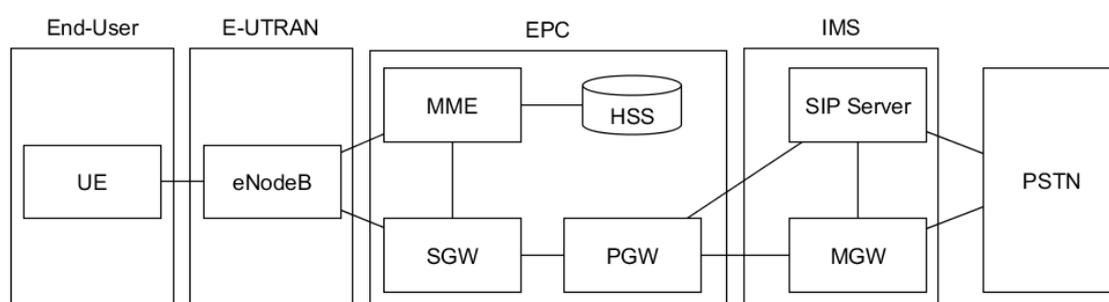 End-User
E-UTRAN
EPC
IMS
MME
HSS
SIP Server
UE
eNodeB
PSTN
SGW
PGW
MGW